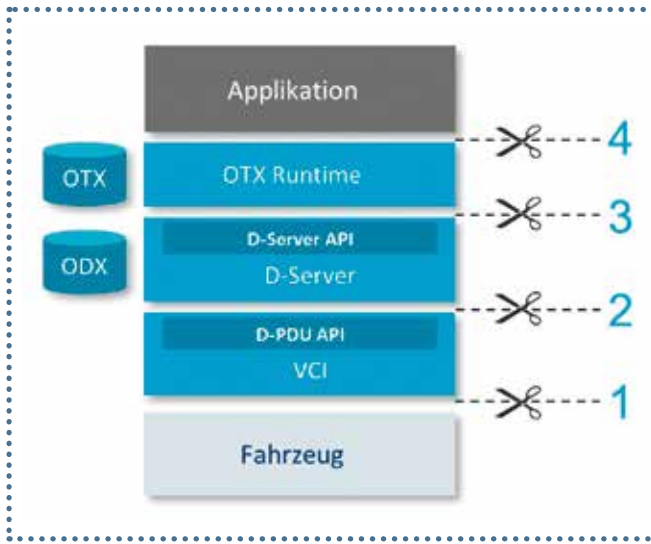 Applikation
4
OTX
OTX Runtime
3
D-Server API
ODX
D-Server
2
D-PDU API
VCI
1
Fahrzeug